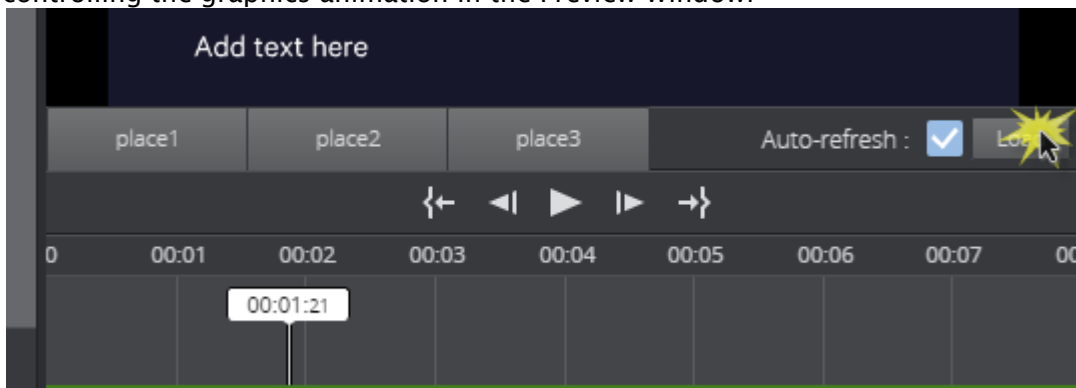 controlling the graphics animation in the Preview window.
Add text here
place1 place2 place3 Auto-refresh :
0 00:01 00:02 00:03 00:04 00:05 00:06 00:07 00
00:01:21